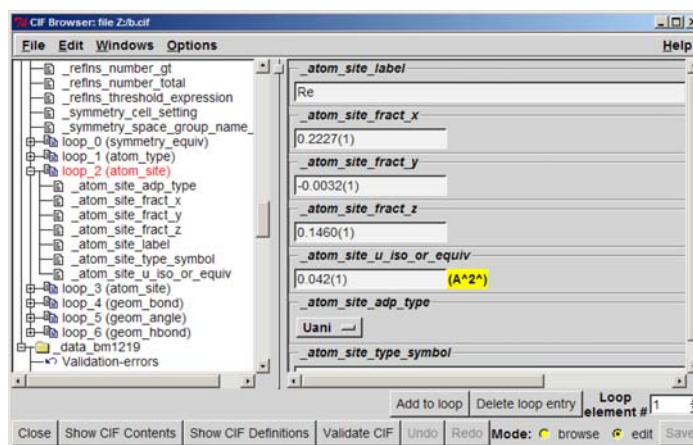 CIF Browser: file Z:/b.cif
File Edit Windows Options Help
_refins_number_gt
_refins_number_total
_refins_threshold_expression
_symmetry_cell_setting
_symmetry_space_group_name_
loop_0 (symmetry_equiv)
loop_1 (atom_type)
loop_2 (atom_site)
_atom_site_adp_type
_atom_site_fract_x
_atom_site_fract_y
_atom_site_fract_z
_atom_site_label
_atom_site_type_symbol
_atom_site_u_iso_or_equiv
loop_3 (atom_site)
loop_4 (geom_bond)
loop_5 (geom_angle)
loop_6 (geom_hbond)
_data_bm1219
Validation-errors
_atom_site_label
Re
_atom_site_fract_x
0.2227(1)
_atom_site_fract_y
-0.0032(1)
_atom_site_fract_z
0.1460(1)
_atom_site_u_iso_or_equiv
0.042(1) (A^2^)
_atom_site_adp_type
Uani
_atom_site_type_symbol
Add to loop Delete loop entry Loop element # 1
Close Show CIF Contents Show CIF Definitions Validate CIF Undo Redo Mode: browse edit Save